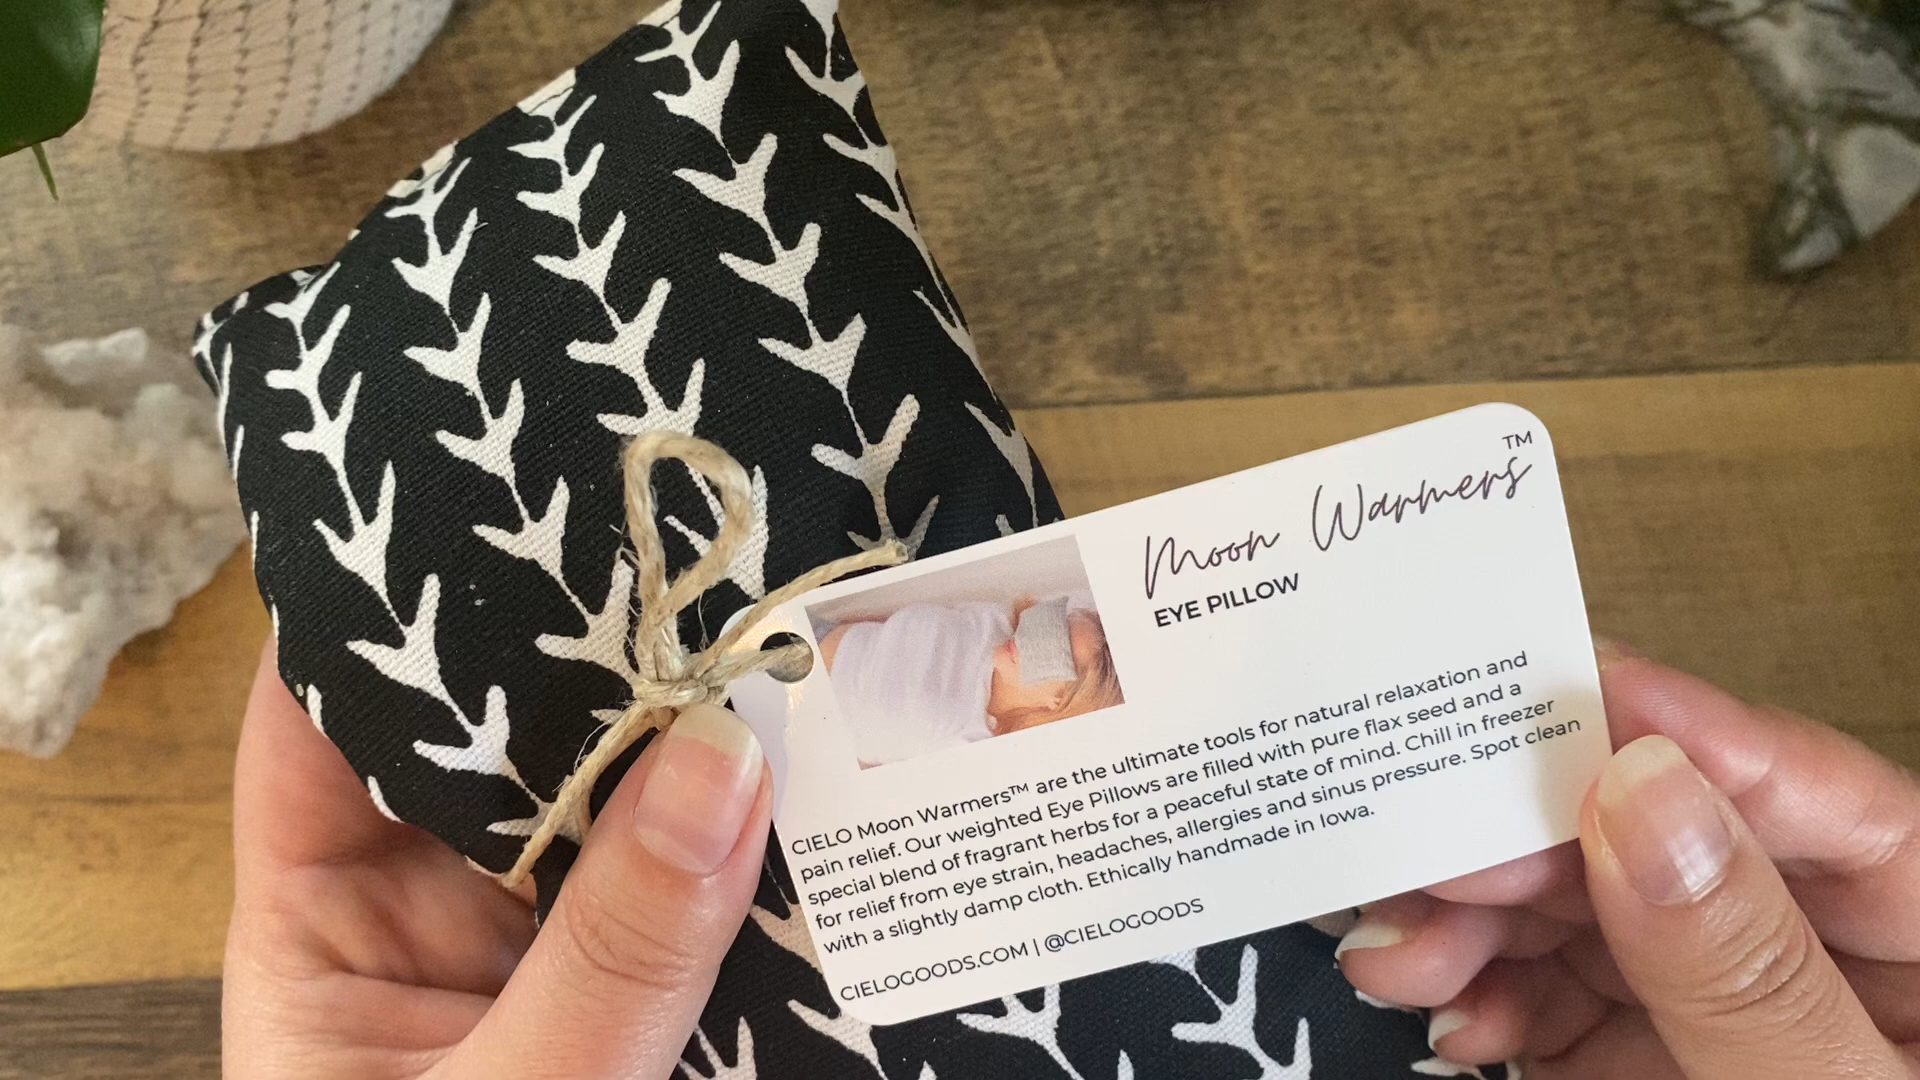 Moon Warmers™
EYE PILLOW
CIELO Moon Warmers™ are the ultimate tools for natural relaxation and
pain relief. Our weighted Eye Pillows are filled with pure flax seed and a
special blend of fragrant herbs for a peaceful state of mind. Chill in freezer
for relief from eye strain, headaches, allergies and sinus pressure. Spot clean
with a slightly damp cloth. Ethically handmade in Iowa.
CIELOGOODS.COM | @CIELOGOODS